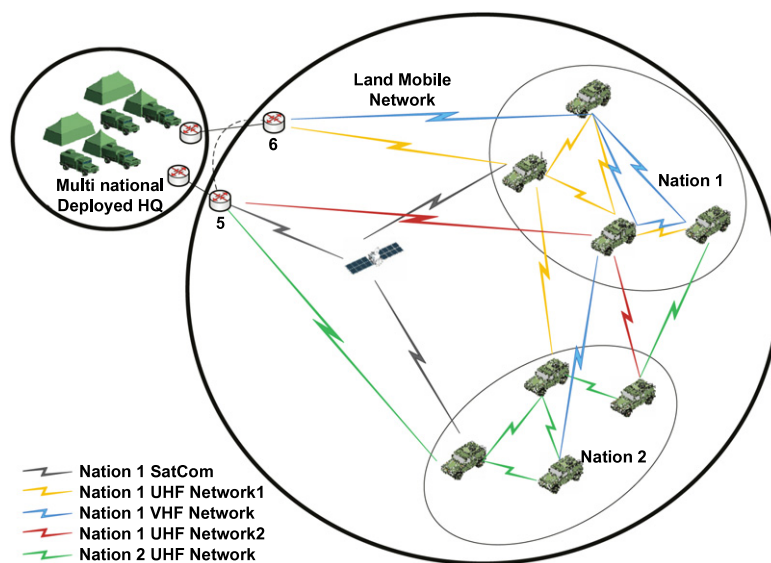 Land Mobile
Network
6
Multi national
Deployed HQ
5
Nation 1
Nation 2
Nation 1 SatCom
Nation 1 UHF Network1
Nation 1 VHF Network
Nation 1 UHF Network2
Nation 2 UHF Network